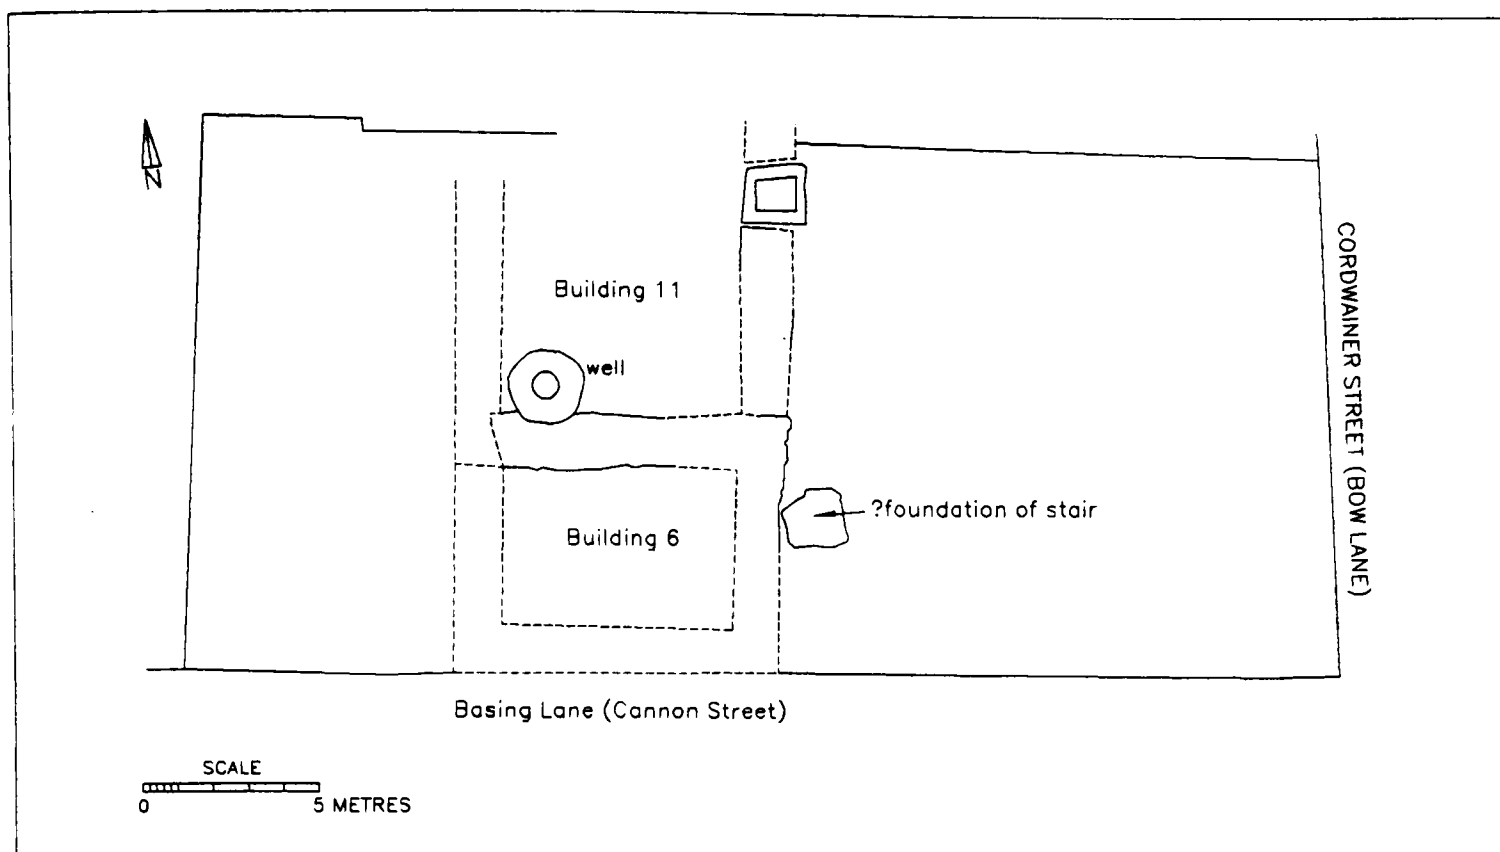 N
Building 11
well
CORDWAINER STREET (BOW LANE)
?foundation of stair
Building 6
Basing Lane (Cannon Street)
SCALE
0 5 METRES